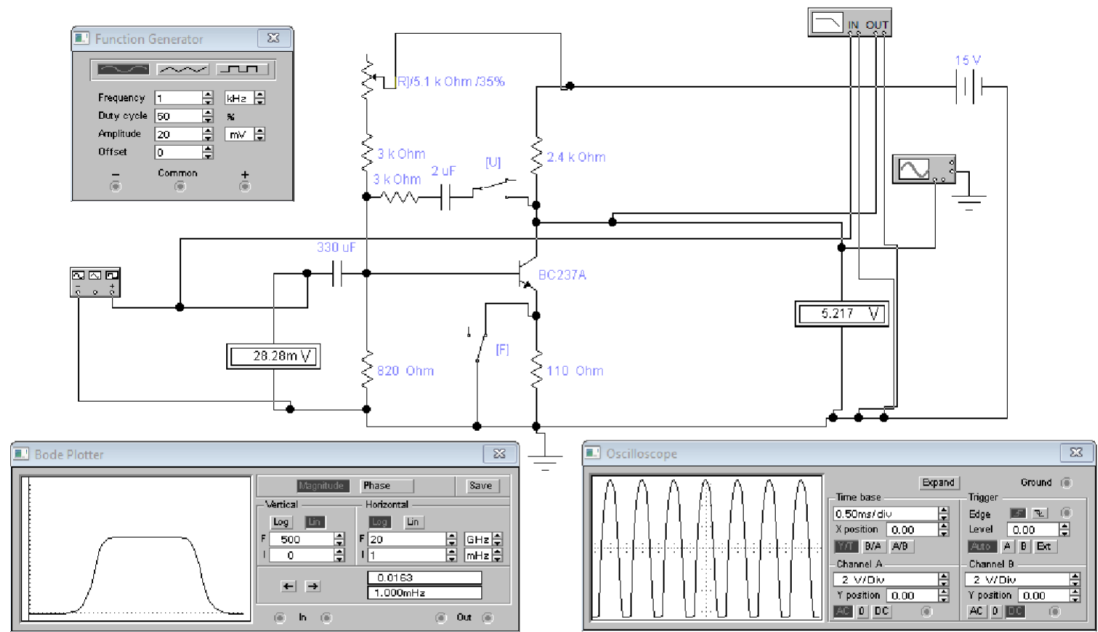 Function Generator
Frequency 1 kHz
Duty cycle 50 %
Amplitude 20 mV
Offset 0
− Common +
IN OUT
15 V
R]/5.1 k Ohm /35%
3 k Ohm
2.4 k Ohm
3 k Ohm
2 uF
[U]
330 uF
BC237A
28.28m V
5.217 V
[F]
820 Ohm
110 Ohm
Bode Plotter
Magnitude Phase Save
Vertical Horizontal
Log Lin Log Lin
F 500 F 20 GHz
I 0 I 1 mHz
0.0163
1.000mHz
In Out
Oscilloscope
Expand Ground
Time base Trigger
0.50ms/div Edge
X position 0.00 Level 0.00
Y/T B/A A/B Auto A B Ext
Channel A Channel B
2 V/Div 2 V/Div
Y position 0.00 Y position 0.00
AC 0 DC AC 0 DC